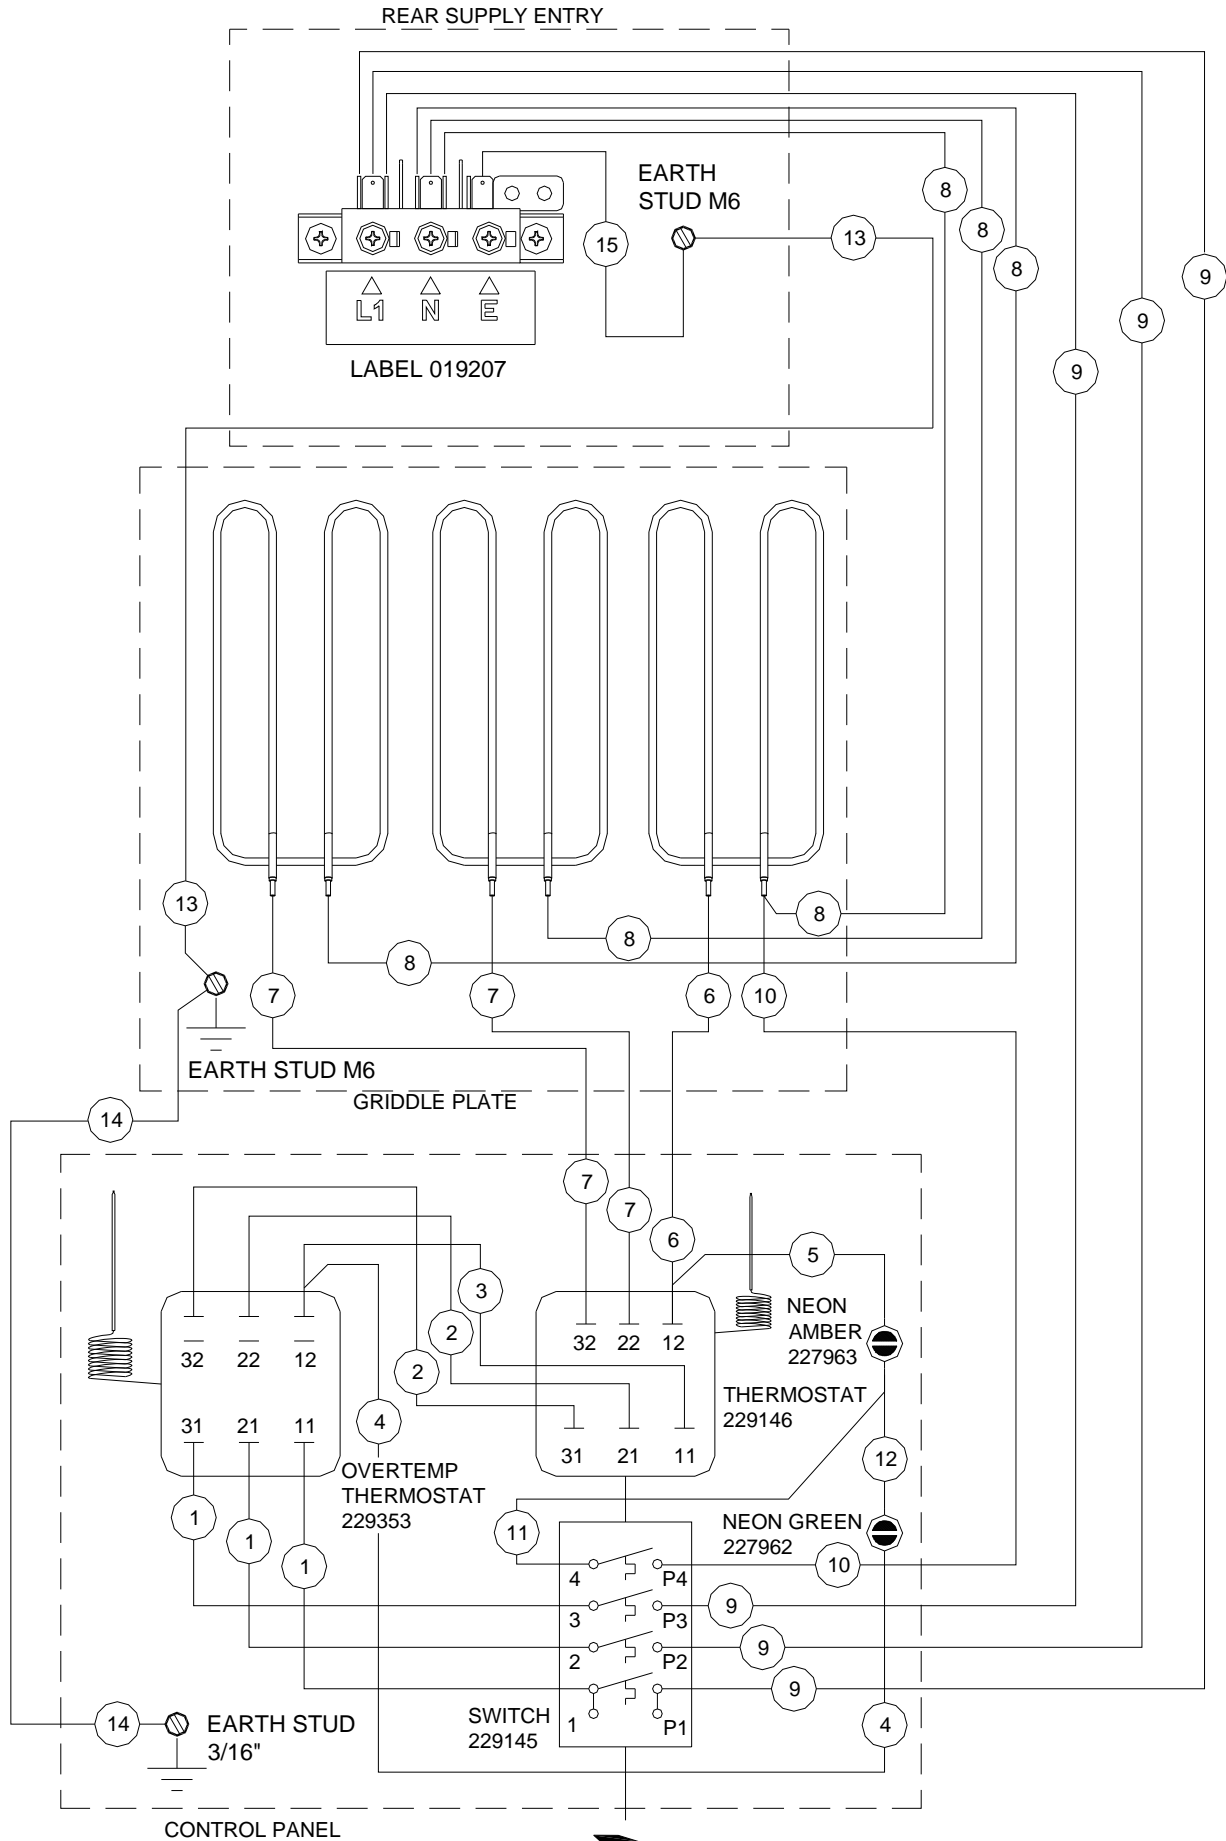 REAR SUPPLY ENTRY
EARTH
STUD M6
8
8
8
13
15
9
9
9
L1 N E
LABEL 019207
13
8
8
8
7
7
6
10
EARTH STUD M6
GRIDDLE PLATE
14
7
7
6
5
3
2
2
4
NEON
AMBER
227963
32 22 12
32 22 12
THERMOSTAT
229146
31 21 11
31 21 11
12
OVERTEMP
THERMOSTAT
229353
1
1
1
11
NEON GREEN
227962
10
4 P4
9
3 P3
9
2 P2
9
1 P1
SWITCH
229145
4
14
EARTH STUD
3/16"
CONTROL PANEL